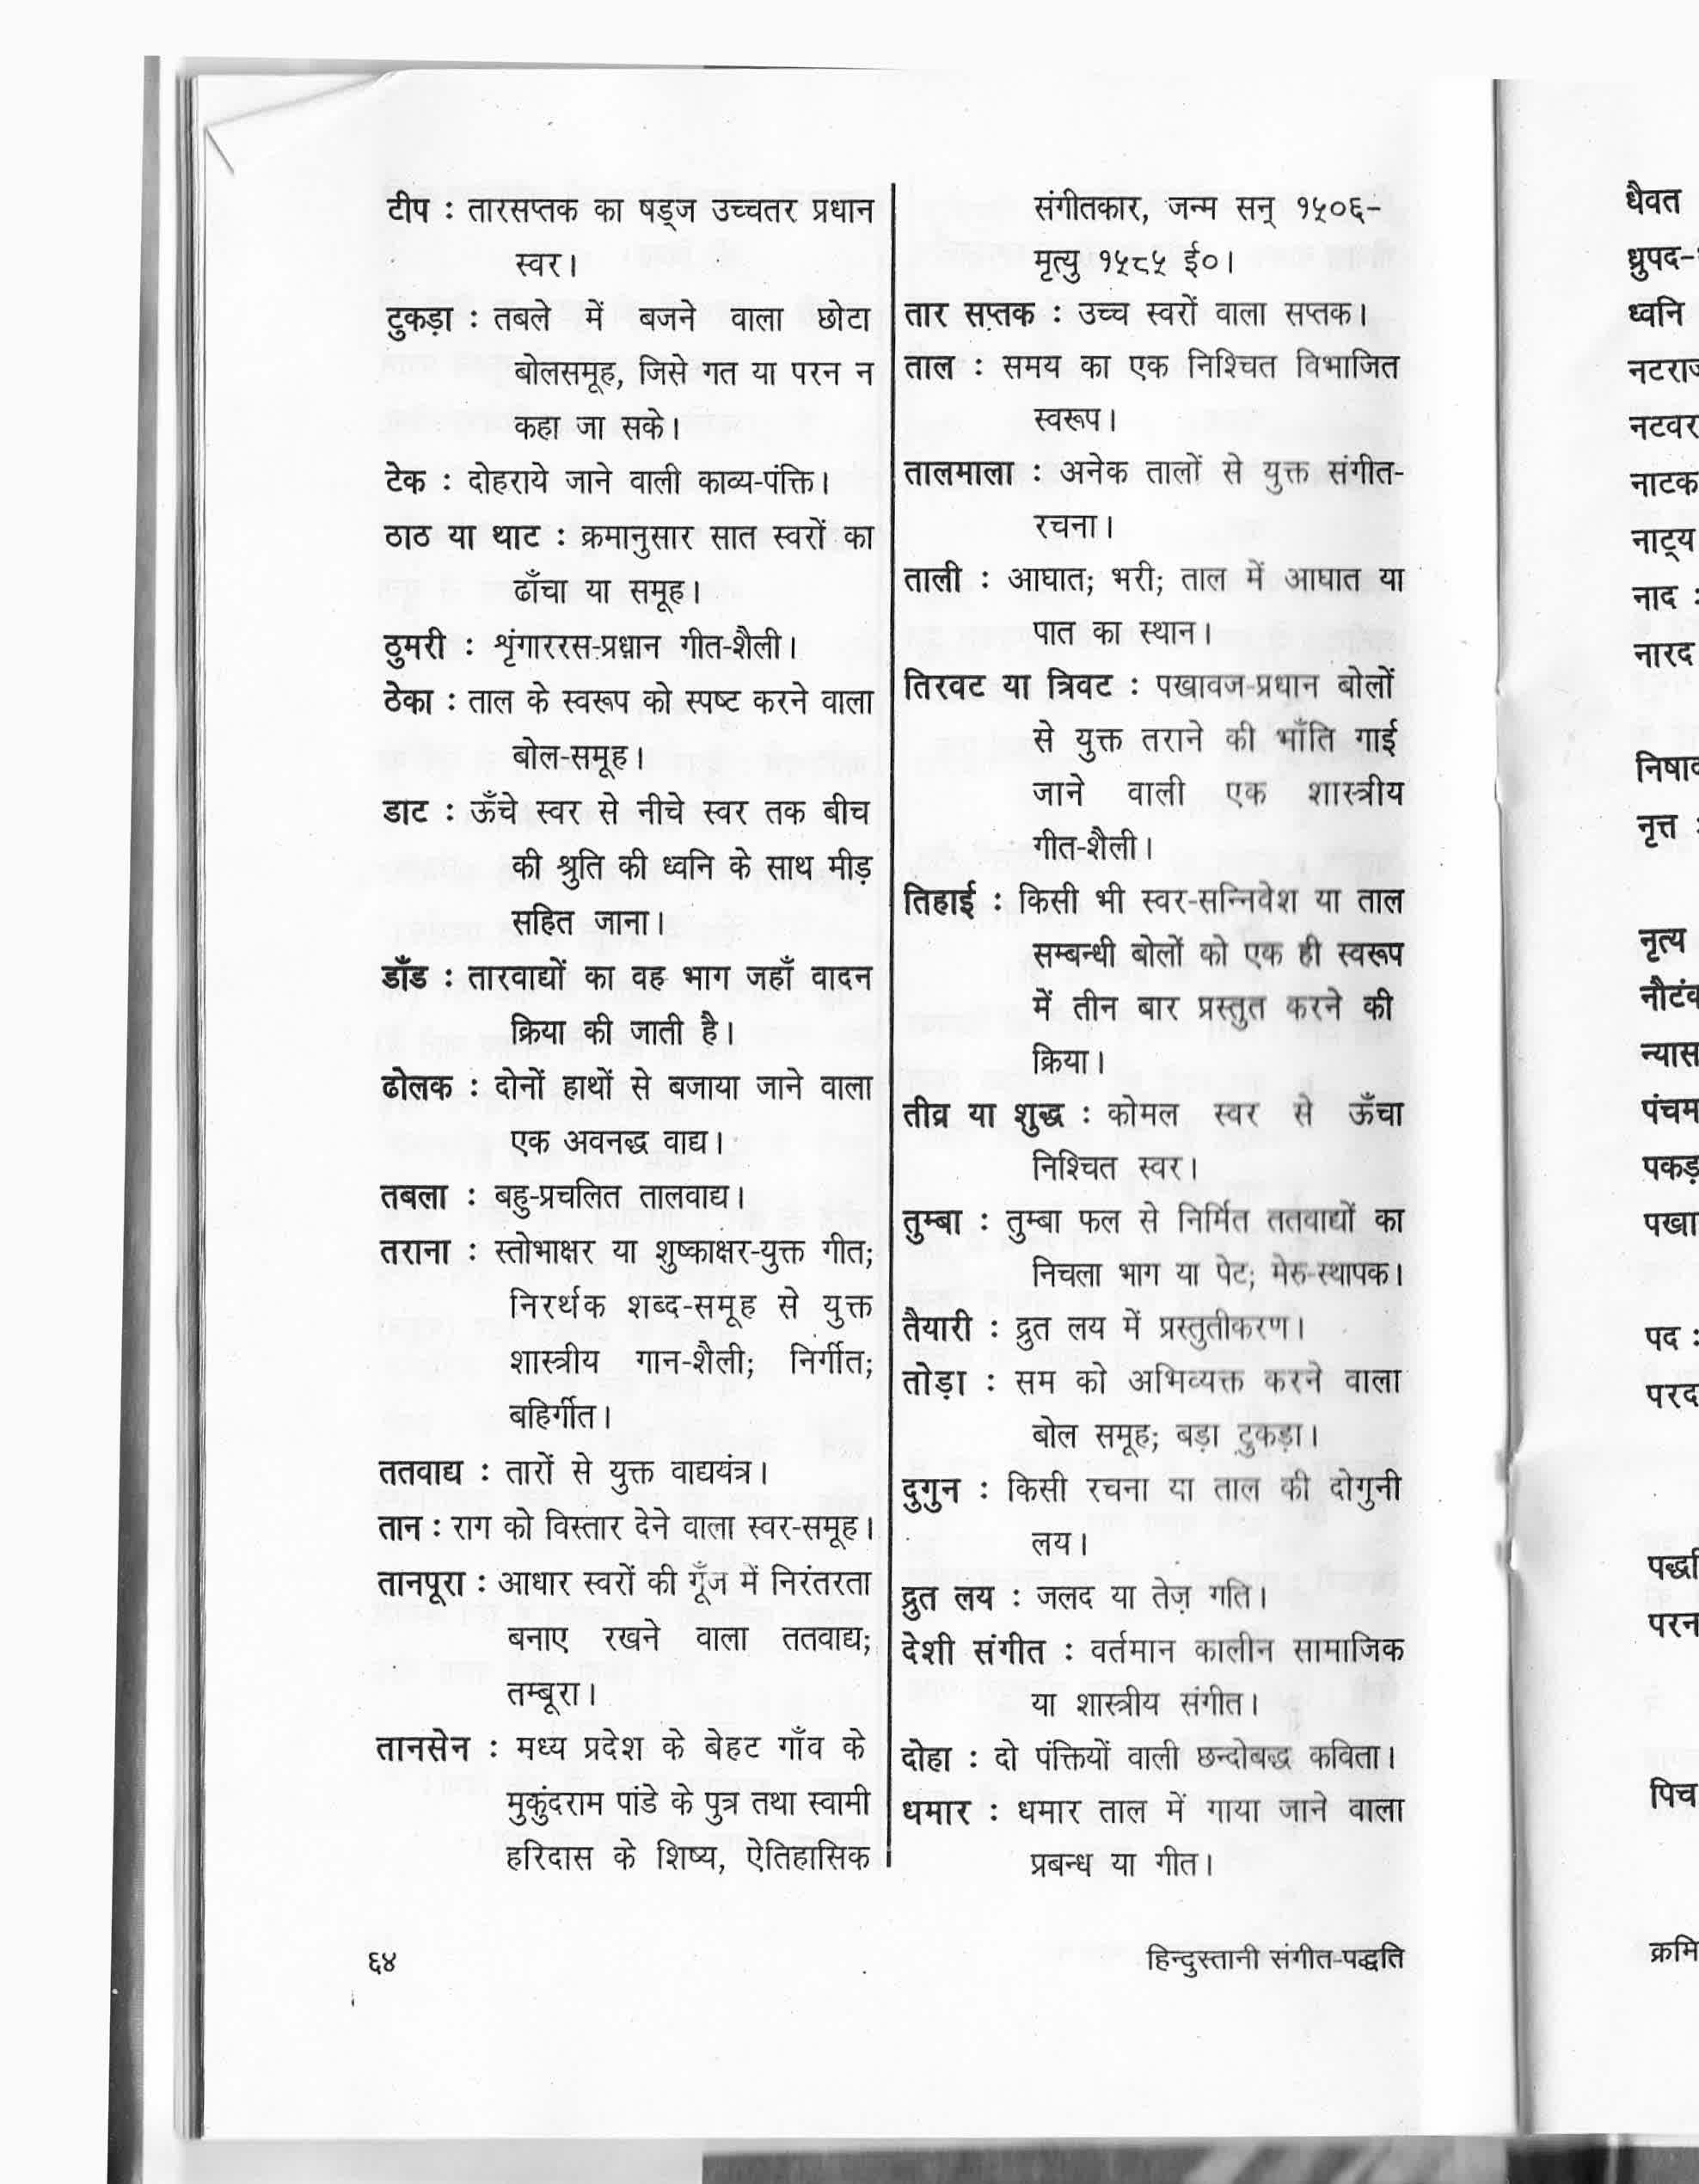 टीप : तारसप्तक का षड्ज उच्चतर प्रधान
स्वर।
टुकड़ा : तबले में बजने वाला छोटा
बोलसमूह, जिसे गत या परन न
कहा जा सके।
टेक : दोहराये जाने वाली काव्य-पंक्ति।
ठाठ या थाट : क्रमानुसार सात स्वरों का
ढाँचा या समूह।
ठुमरी : शृंगाररस-प्रधान गीत-शैली।
ठेका : ताल के स्वरूप को स्पष्ट करने वाला
बोल-समूह।
डाट : ऊँचे स्वर से नीचे स्वर तक बीच
की श्रुति की ध्वनि के साथ मीड़
सहित जाना।
डाँड : तारवाद्यों का वह भाग जहाँ वादन
क्रिया की जाती है।
ढोलक : दोनों हाथों से बजाया जाने वाला
एक अवनद्ध वाद्य।
तबला : बहु-प्रचलित तालवाद्य।
तराना : स्तोभाक्षर या शुष्काक्षर-युक्त गीत;
निरर्थक शब्द-समूह से युक्त
शास्त्रीय गान-शैली; निर्गीत;
बहिर्गीत।
ततवाद्य : तारों से युक्त वाद्ययंत्र।
तान : राग को विस्तार देने वाला स्वर-समूह।
तानपूरा : आधार स्वरों की गूँज में निरंतरता
बनाए रखने वाला ततवाद्य;
तम्बूरा।
तानसेन : मध्य प्रदेश के बेहट गाँव के
मुकुंदराम पांडे के पुत्र तथा स्वामी
हरिदास के शिष्य, ऐतिहासिक
संगीतकार, जन्म सन् १५०६-
मृत्यु १५८५ ई०।
तार सप्तक : उच्च स्वरों वाला सप्तक।
ताल : समय का एक निश्चित विभाजित
स्वरूप।
तालमाला : अनेक तालों से युक्त संगीत-
रचना।
ताली : आघात; भरी; ताल में आघात या
पात का स्थान।
तिरवट या त्रिवट : पखावज-प्रधान बोलों
से युक्त तराने की भाँति गाई
जाने वाली एक शास्त्रीय
गीत-शैली।
तिहाई : किसी भी स्वर-सन्निवेश या ताल
सम्बन्धी बोलों को एक ही स्वरूप
में तीन बार प्रस्तुत करने की
क्रिया।
तीव्र या शुद्ध : कोमल स्वर से ऊँचा
निश्चित स्वर।
तुम्बा : तुम्बा फल से निर्मित ततवाद्यों का
निचला भाग या पेट; मेरु-स्थापक।
तैयारी : द्रुत लय में प्रस्तुतीकरण।
तोड़ा : सम को अभिव्यक्त करने वाला
बोल समूह; बड़ा टुकड़ा।
दुगुन : किसी रचना या ताल की दोगुनी
लय।
द्रुत लय : जलद या तेज़ गति।
देशी संगीत : वर्तमान कालीन सामाजिक
या शास्त्रीय संगीत।
दोहा : दो पंक्तियों वाली छन्दोबद्ध कविता।
धमार : धमार ताल में गाया जाने वाला
प्रबन्ध या गीत।
६४
हिन्दुस्तानी संगीत-पद्धति
धैवत
ध्रुपद-
ध्वनि
नटवर
नाटक
नाट्य
नाद :
नारद
नृत्त :
नृत्य
न्यास
पंचम
पकड़
पद :
परन